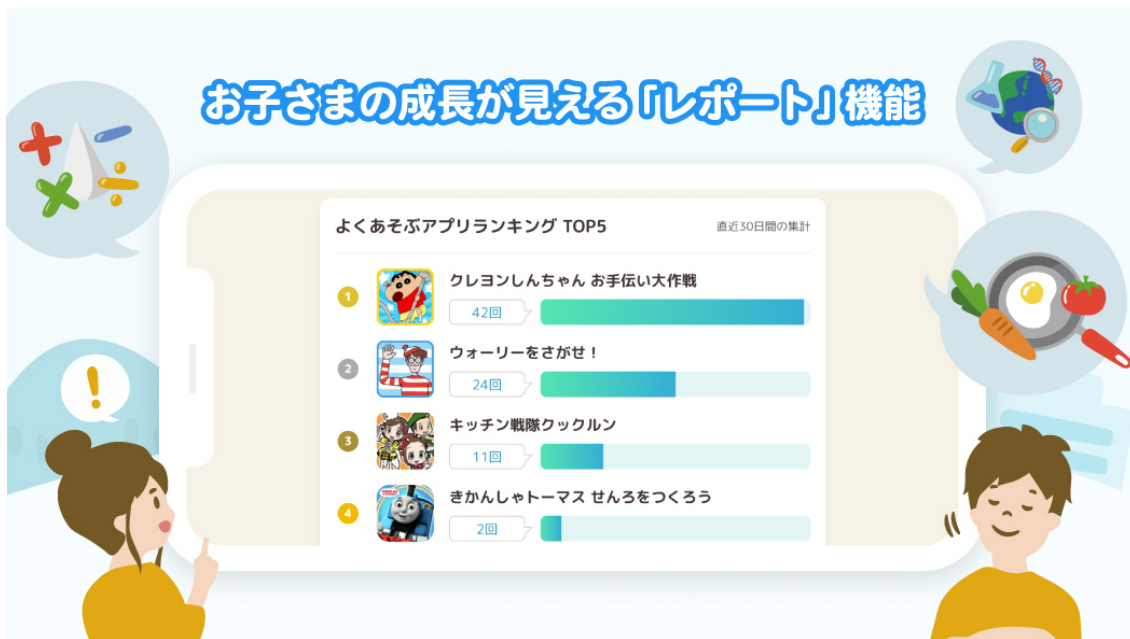 お子さまの成長が見える「レポート」機能
よくあそぶアプリランキング TOP5
直近30日間の集計
1
クレヨンしんちゃん お手伝い大作戦
42回
2
ウォーリーをさがせ！
24回
3
キッチン戦隊クックルン
11回
4
きかんしゃトーマス せんろをつくろう
2回
!